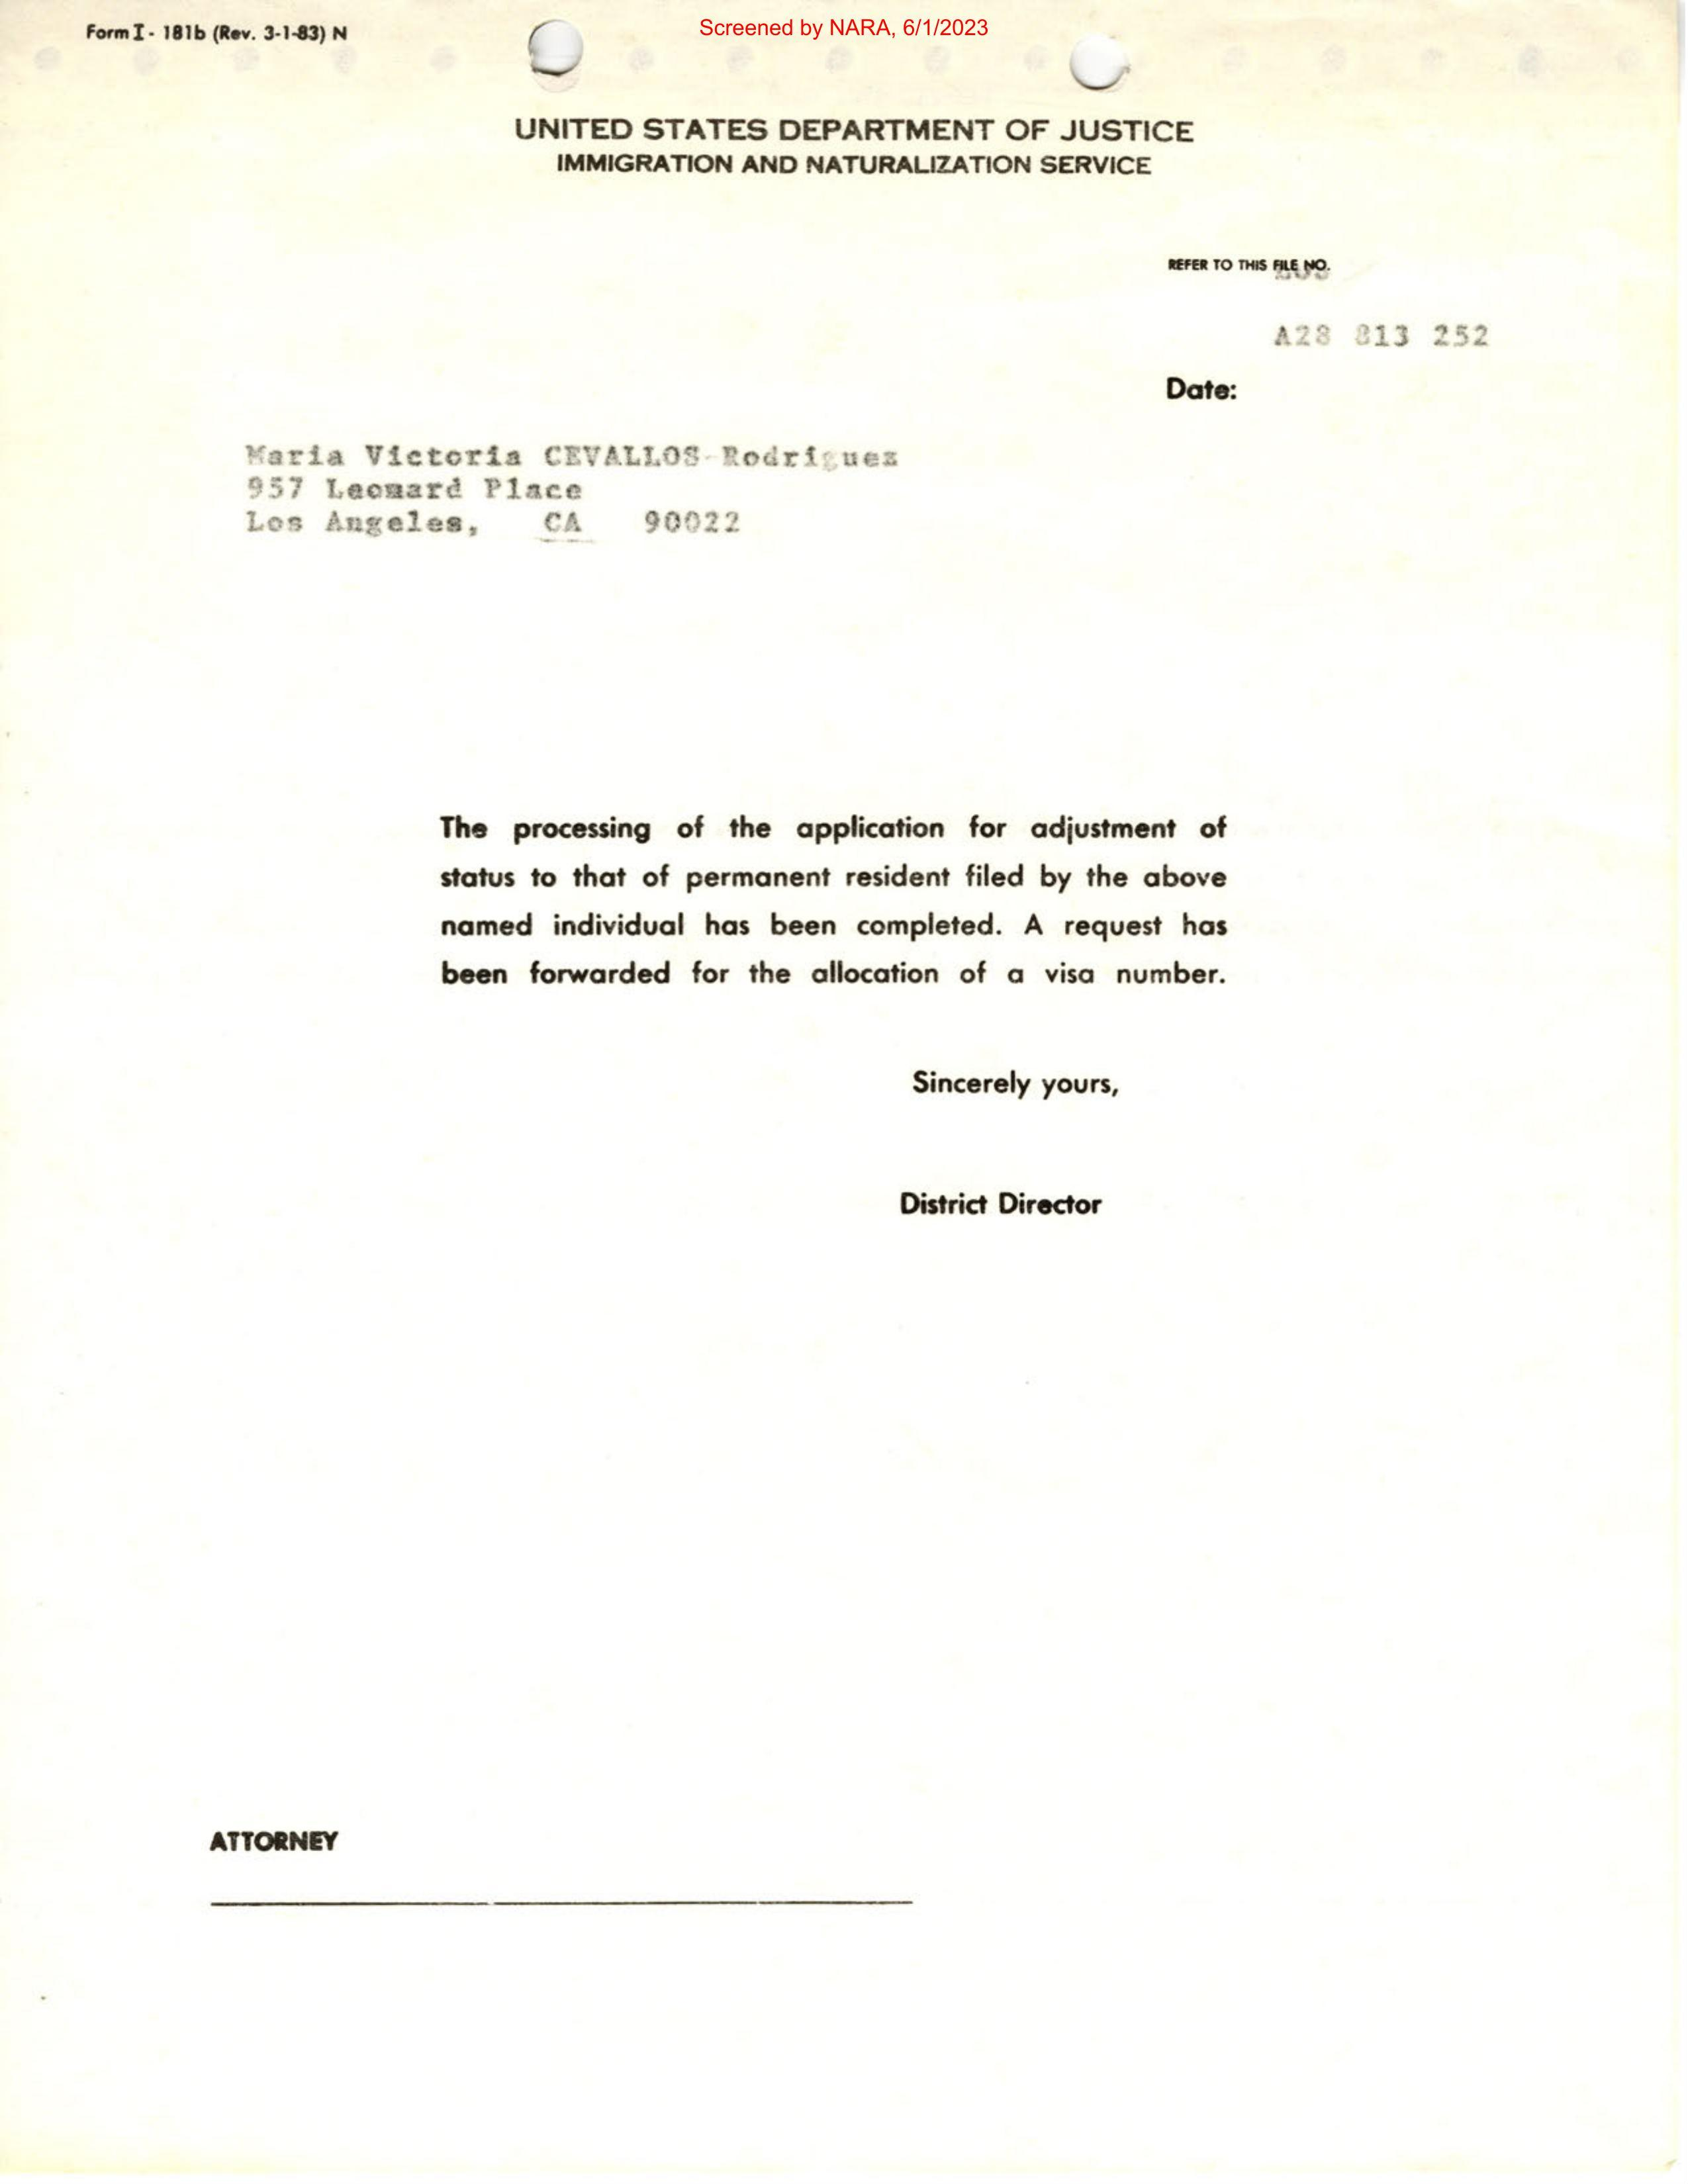 Form I - 181b (Rev. 3-1-83) N
Screened by NARA, 6/1/2023
UNITED STATES DEPARTMENT OF JUSTICE
IMMIGRATION AND NATURALIZATION SERVICE
REFER TO THIS FILE NO.
LOS
A28 813 252
Date:
Maria Victoria CEVALLOS-Rodriguez
957 Leonard Place
Los Angeles, CA 90022
The processing of the application for adjustment of
status to that of permanent resident filed by the above
named individual has been completed. A request has
been forwarded for the allocation of a visa number.
Sincerely yours,
District Director
ATTORNEY